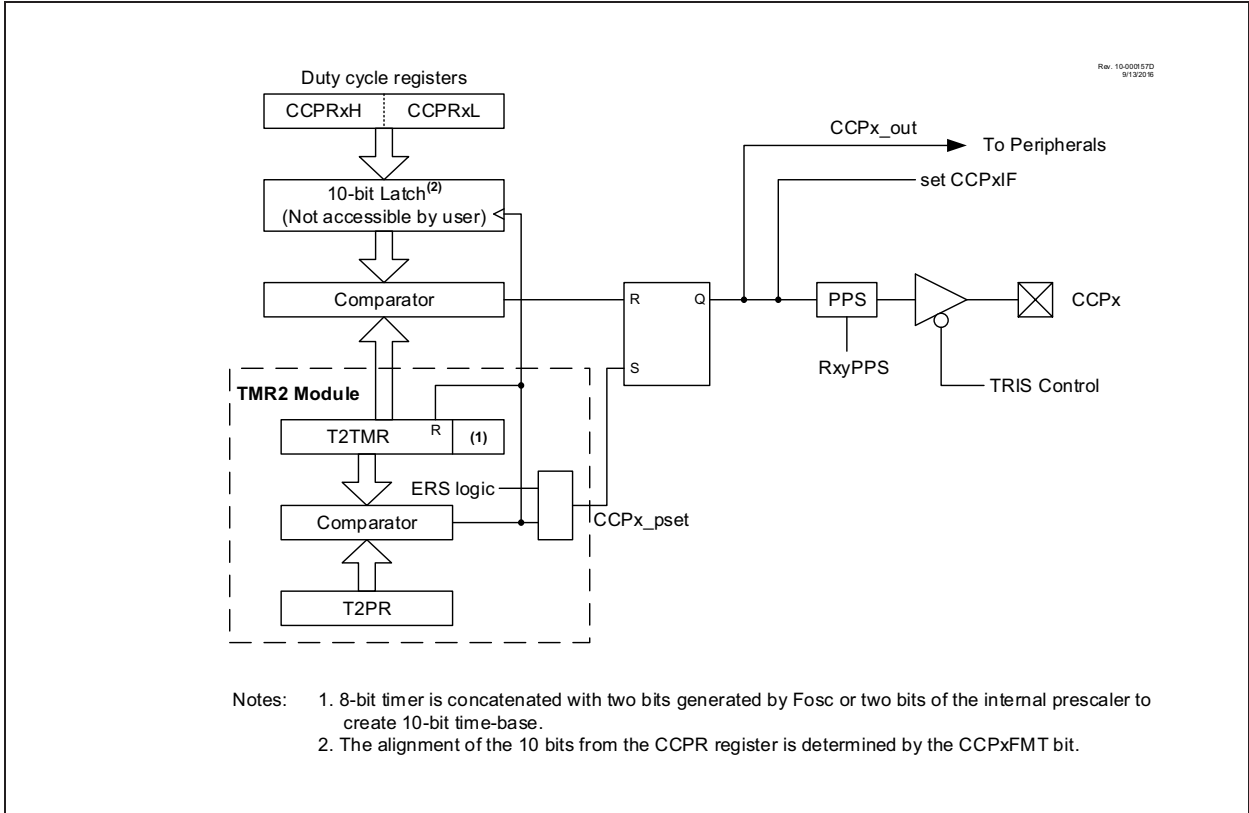 Rev. 10-000157D
9/13/2016
Duty cycle registers
CCPRxH CCPRxL
CCPx_out
To Peripherals
set CCPxIF
10-bit Latch(2)
(Not accessible by user)
Comparator
R Q
PPS
CCPx
RxyPPS
S
TRIS Control
TMR2 Module
T2TMR R (1)
ERS logic
CCPx_pset
Comparator
T2PR
Notes: 1. 8-bit timer is concatenated with two bits generated by Fosc or two bits of the internal prescaler to
create 10-bit time-base.
2. The alignment of the 10 bits from the CCPR register is determined by the CCPxFMT bit.